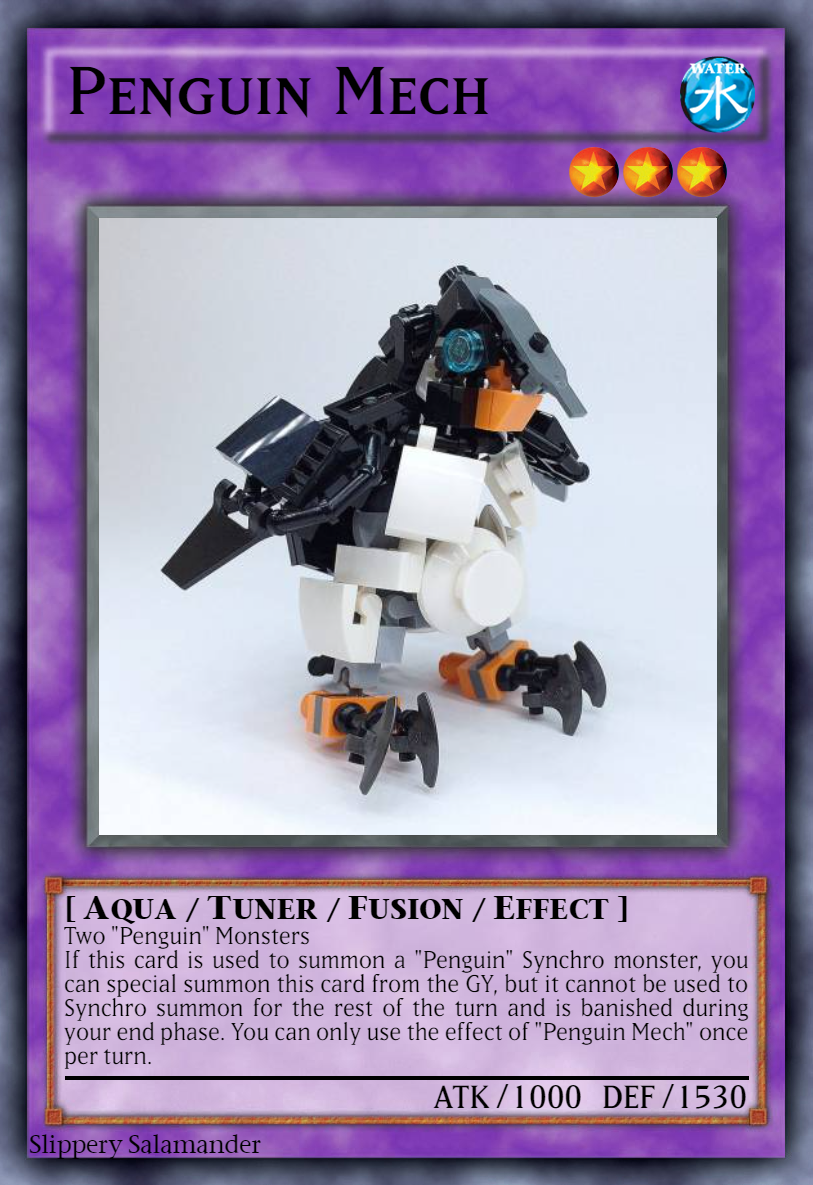 Penguin Mech
WATER
水
[ Aqua / Tuner / Fusion / Effect ]
Two "Penguin" Monsters
If this card is used to summon a "Penguin" Synchro monster, you
can special summon this card from the GY, but it cannot be used to
Synchro summon for the rest of the turn and is banished during
your end phase. You can only use the effect of "Penguin Mech" once
per turn.
ATK / 1000 DEF / 1530
Slippery Salamander